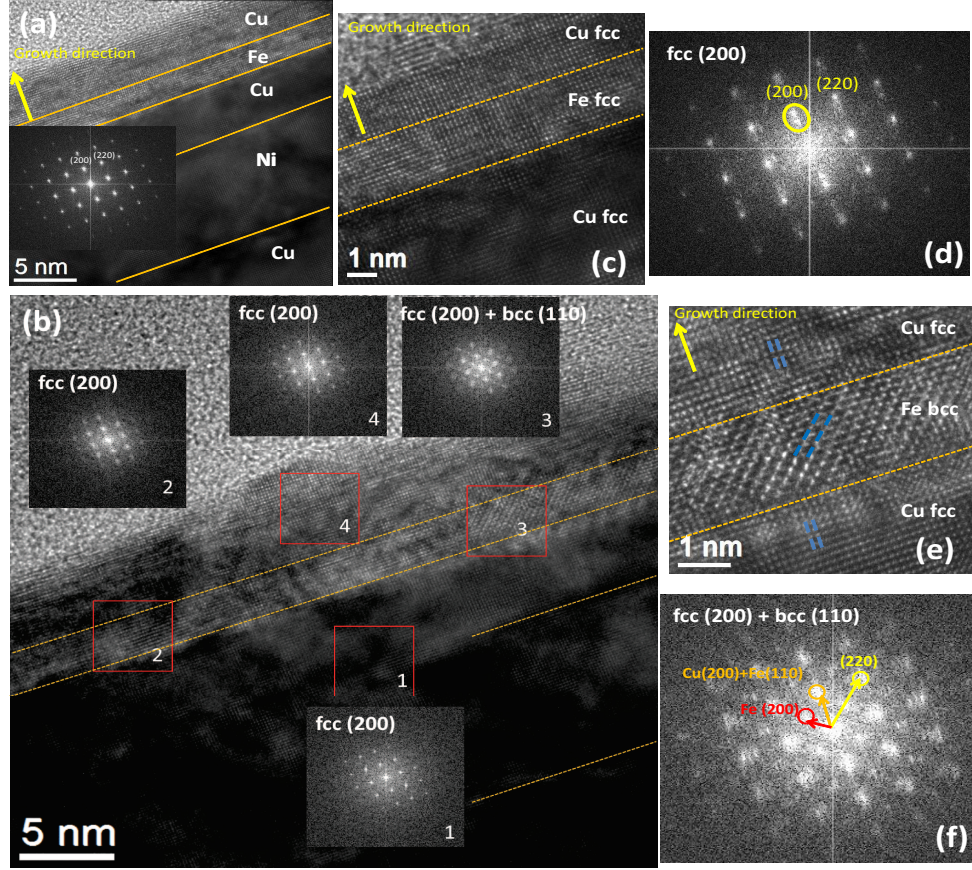 (a)
Growth direction
Cu
Fe
Cu
Ni
Cu
(200)
(220)
5 nm
Growth direction
Cu fcc
Fe fcc
Cu fcc
1 nm
(c)
fcc (200)
(200)
(220)
(d)
(b)
fcc (200)
2
fcc (200)
4
fcc (200) + bcc (110)
3
4
3
2
1
fcc (200)
1
5 nm
Growth direction
Cu fcc
Fe bcc
Cu fcc
1 nm
(e)
fcc (200) + bcc (110)
Cu(200)+Fe(110)
(220)
Fe (200)
(f)